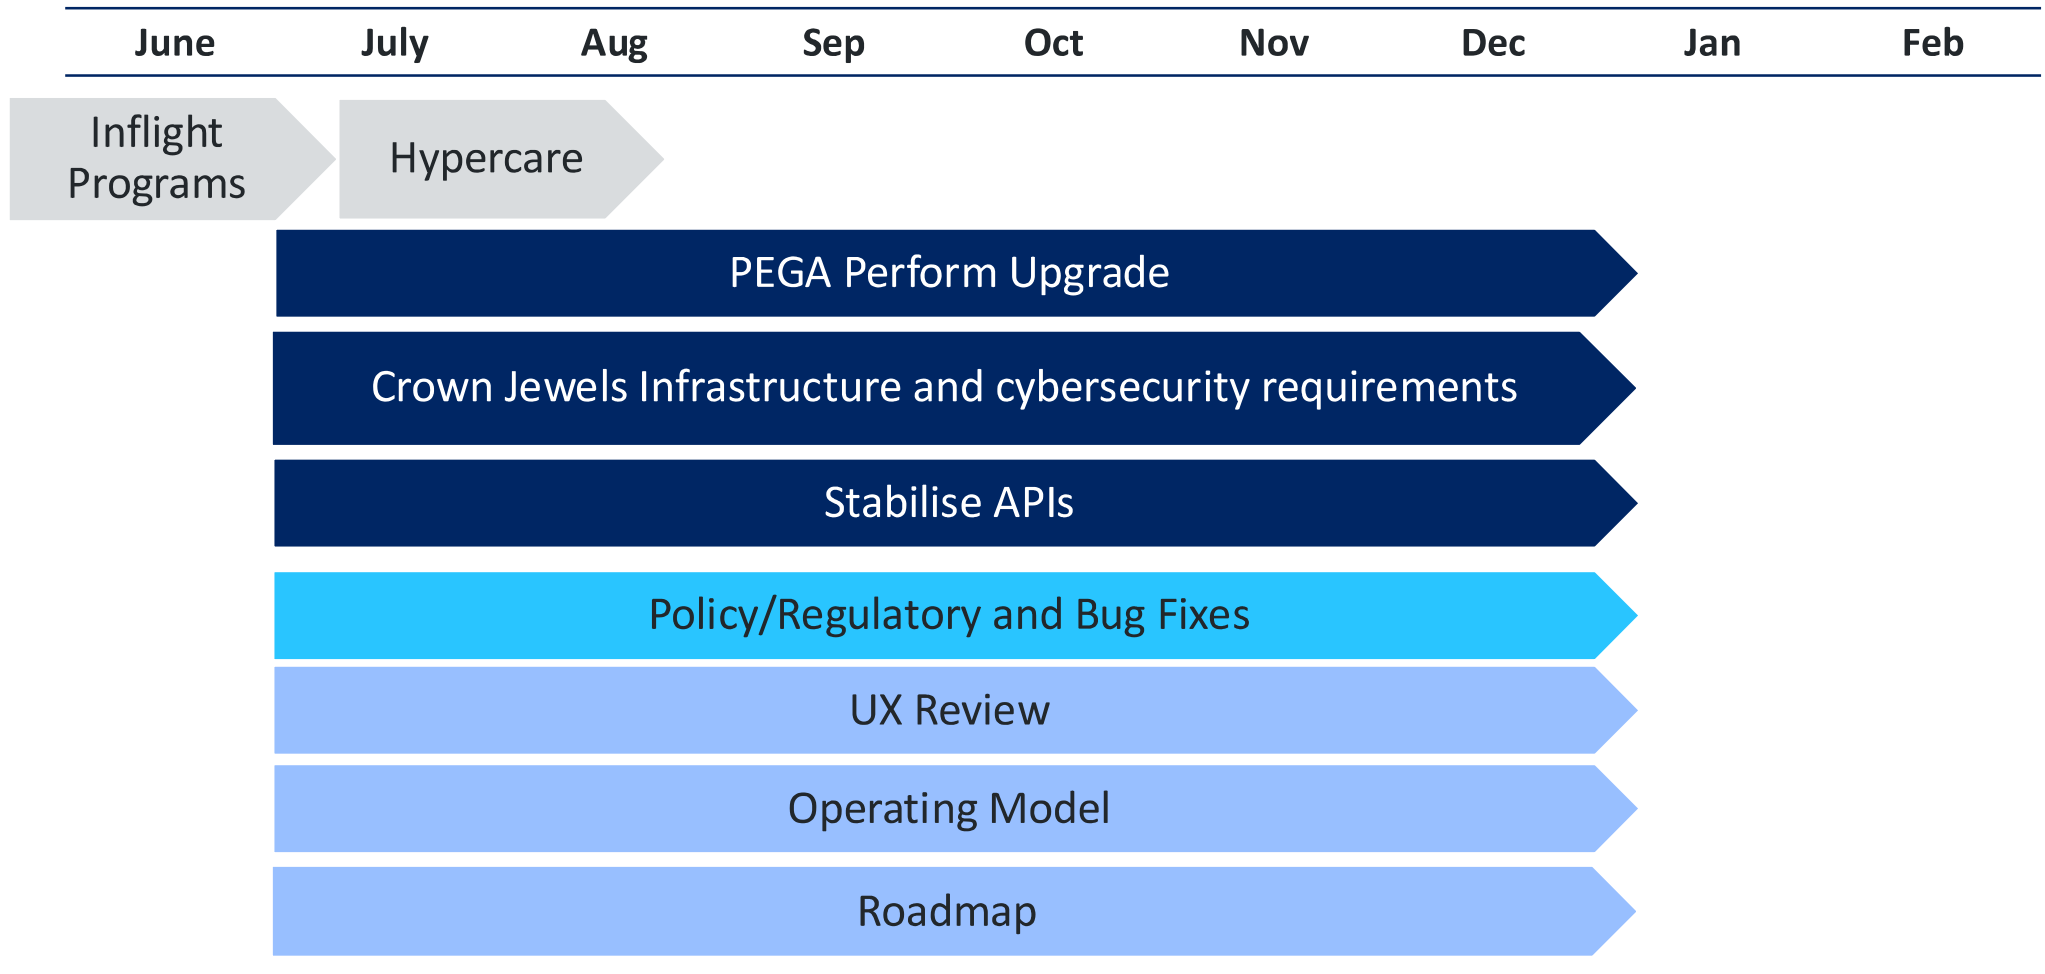 June July Aug Sep Oct Nov Dec Jan Feb
Inflight
Programs
Hypercare
PEGA Perform Upgrade
Crown Jewels Infrastructure and cybersecurity requirements
Stabilise APIs
Policy/Regulatory and Bug Fixes
UX Review
Operating Model
Roadmap